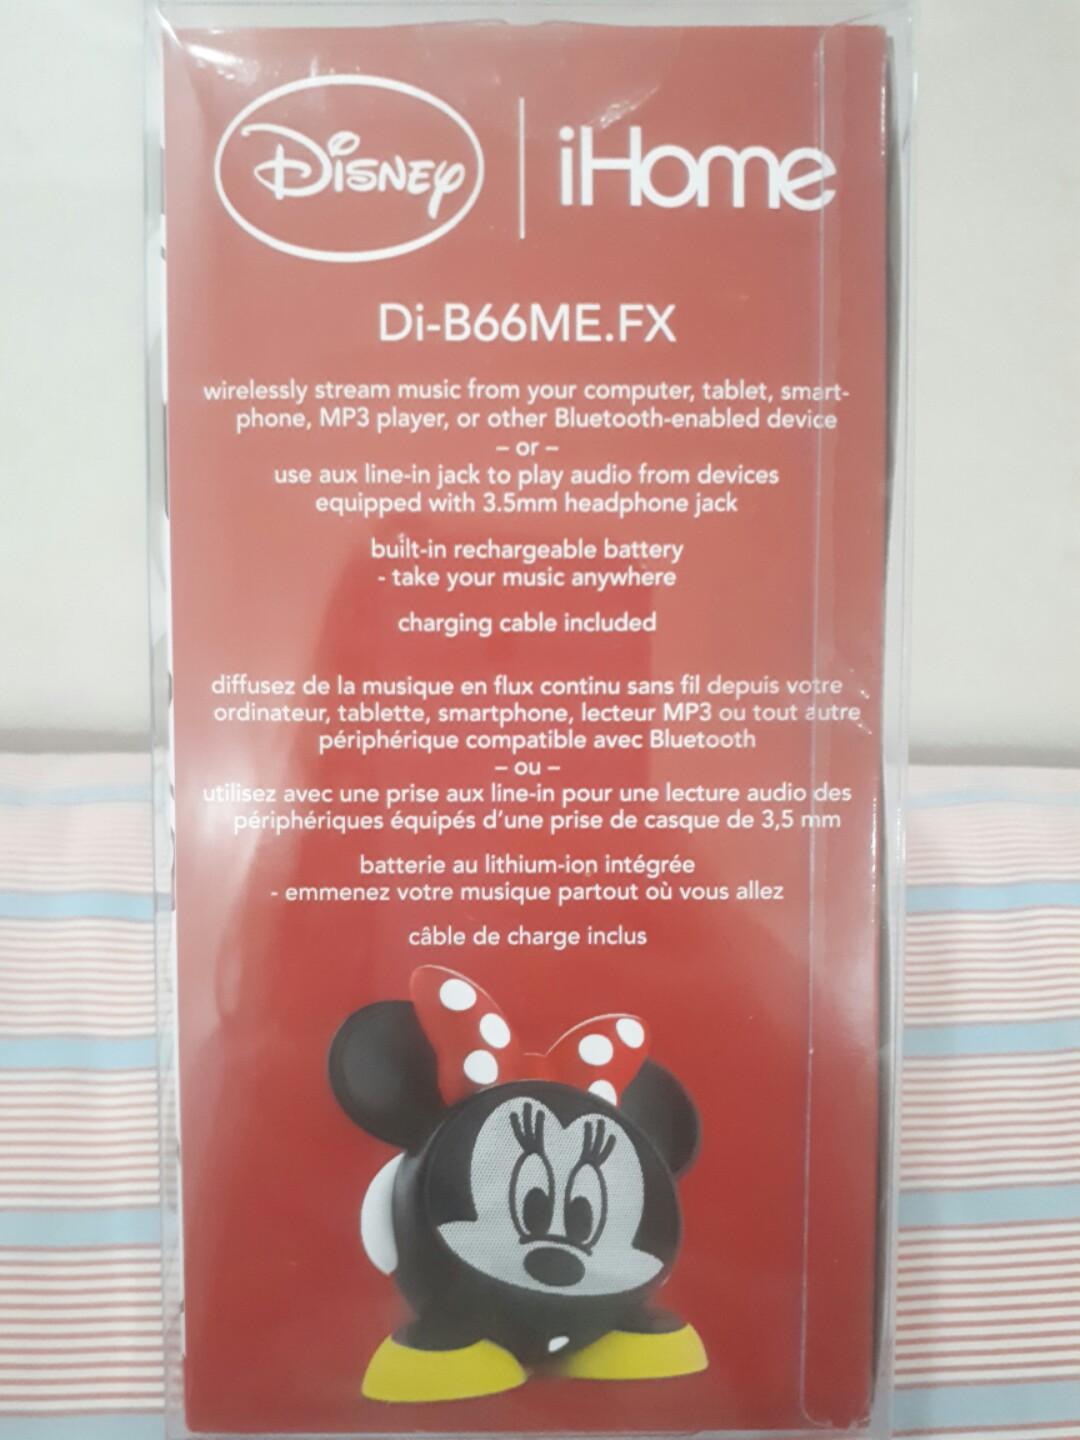 Disney
iHome
Di-B66ME.FX
wirelessly stream music from your computer, tablet, smart-
phone, MP3 player, or other Bluetooth-enabled device
– or –
use aux line-in jack to play audio from devices
equipped with 3.5mm headphone jack
built-in rechargeable battery
- take your music anywhere
charging cable included
diffusez de la musique en flux continu sans fil depuis votre
ordinateur, tablette, smartphone, lecteur MP3 ou tout autre
périphérique compatible avec Bluetooth
– ou –
utilisez avec une prise aux line-in pour une lecture audio des
périphériques équipés d'une prise de casque de 3,5 mm
batterie au lithium-ion intégrée
- emmenez votre musique partout où vous allez
câble de charge inclus